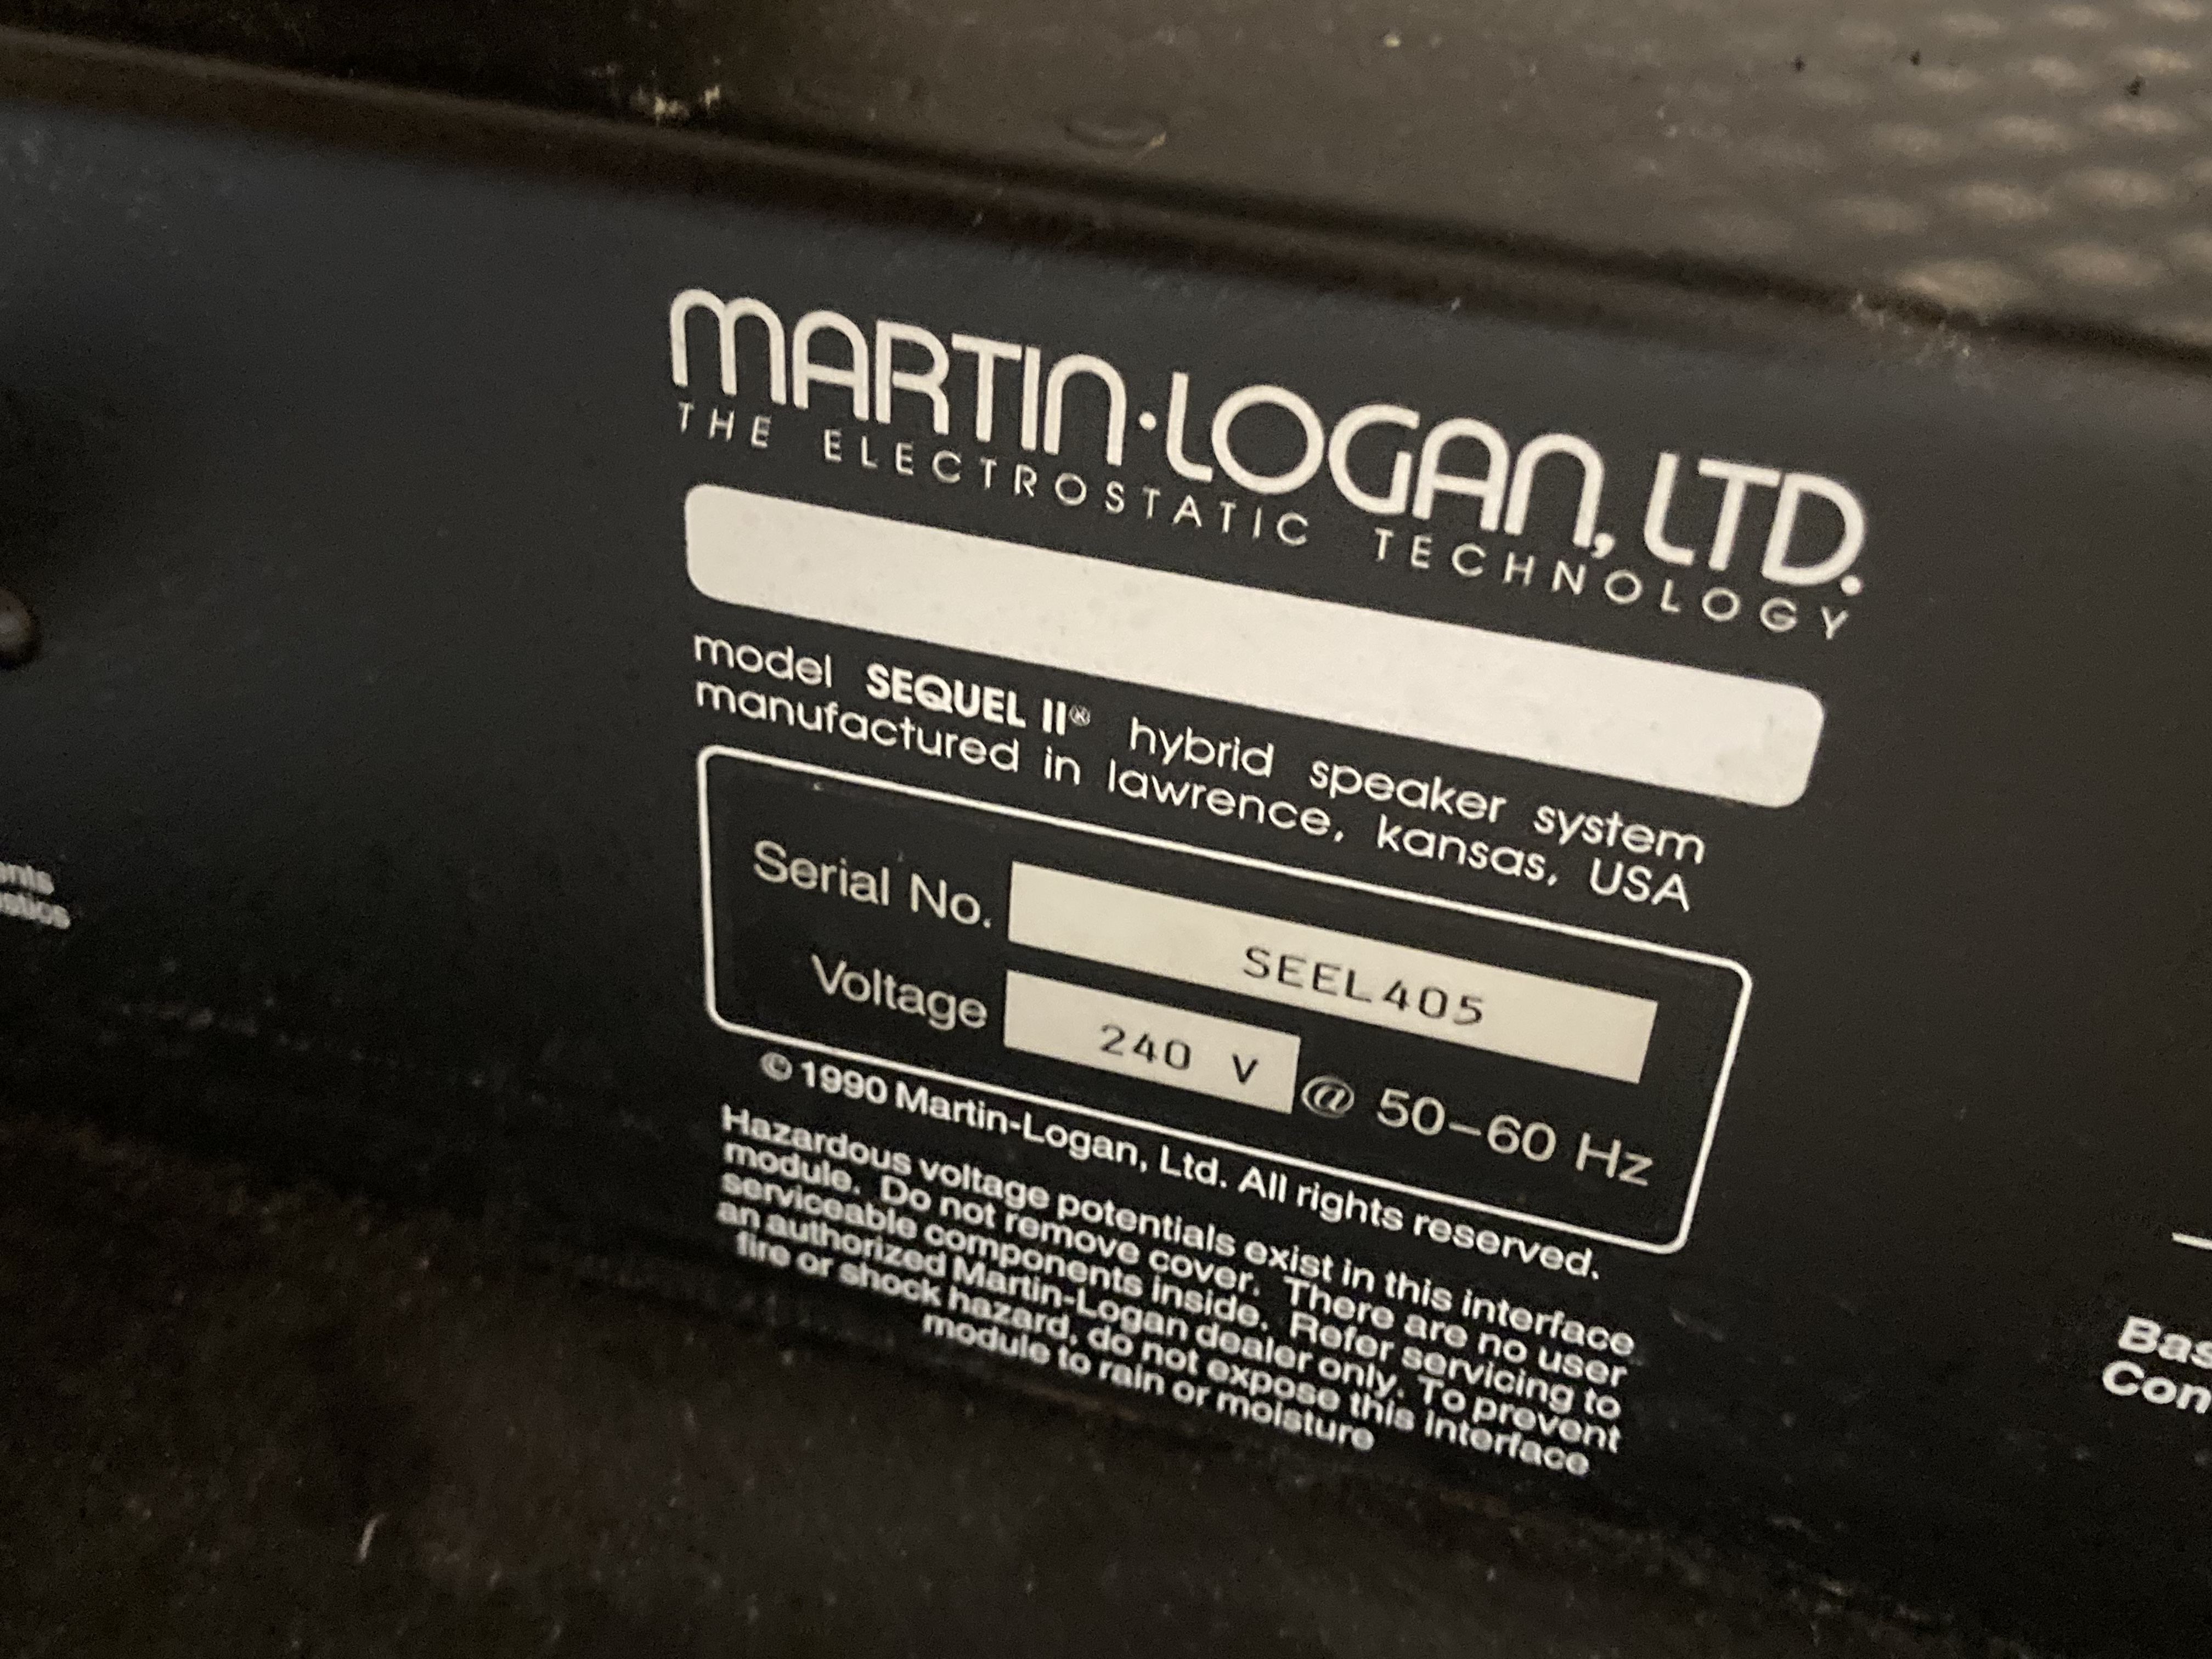 MARTIN·LOGAN, LTD.
THE ELECTROSTATIC TECHNOLOGY
model SEQUEL II® hybrid speaker system
manufactured in lawrence, kansas, USA
Serial No. SEEL405
Voltage 240 V @ 50–60 Hz
© 1990 Martin-Logan, Ltd. All rights reserved.
Hazardous voltage potentials exist in this interface
module. Do not remove cover. There are no user
serviceable components inside. Refer servicing to
an authorized Martin-Logan dealer only. To prevent
fire or shock hazard, do not expose this interface
module to rain or moisture